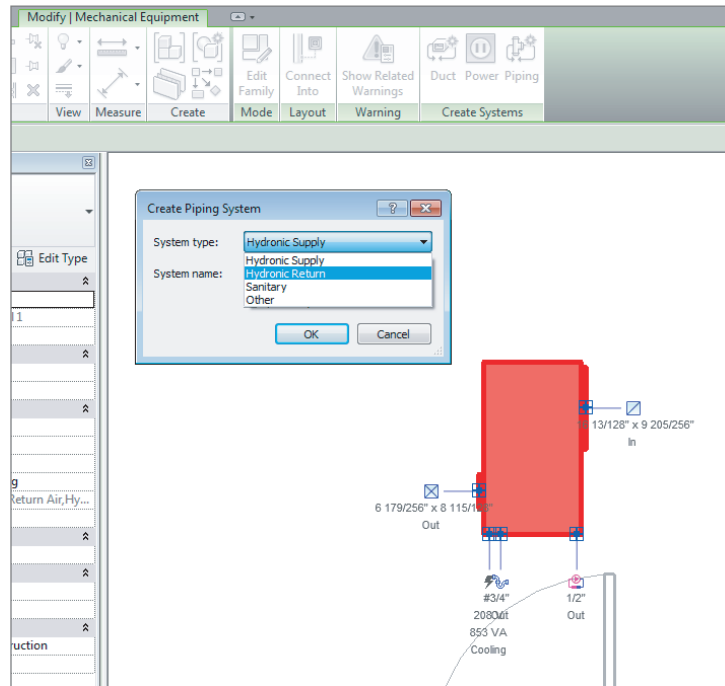 Modify | Mechanical Equipment
Edit Family
Connect Into
Show Related Warnings
Duct Power Piping
View Measure Create Mode Layout Warning Create Systems
Create Piping System
System type: Hydronic Supply
Hydronic Supply
System name: Hydronic Return
Sanitary
Other
OK Cancel
Edit Type
Return Air,Hy...
13/128" x 9 205/256"
In
6 179/256" x 8 115/128"
Out
#3/4"
1/2"
Out
853 VA
Cooling